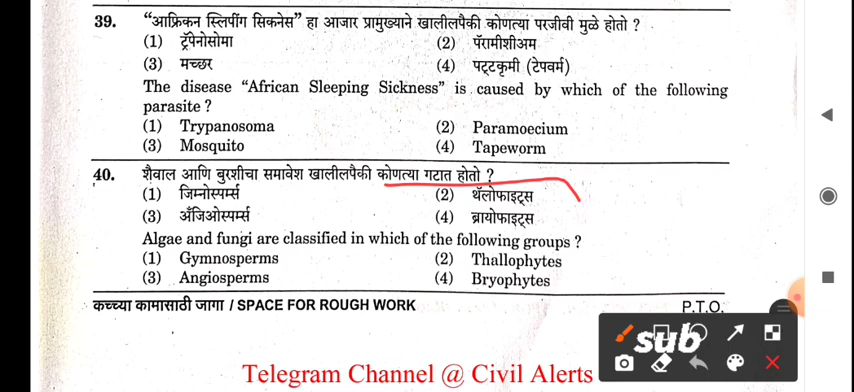 39. "आफ्रिकन स्लिपींग सिकनेस" हा आजार प्रामुख्याने खालीलपैकी कोणत्या परजीवी मुळे होतो ?
(1) ट्रॅपेनोसोमा (2) पॅरामीशीअम
(3) मच्छर (4) पट्टकृमी (टेपवर्म)
The disease "African Sleeping Sickness" is caused by which of the following
parasite ?
(1) Trypanosoma (2) Paramoecium
(3) Mosquito (4) Tapeworm
40. शैवाल आणि बुरशीचा समावेश खालीलपैकी कोणत्या गटात होतो ?
(1) जिम्नोस्पर्म्स (2) थॅलोफाइट्स
(3) अँजिओस्पर्म्स (4) ब्रायोफाइट्स
Algae and fungi are classified in which of the following groups ?
(1) Gymnosperms (2) Thallophytes
(3) Angiosperms (4) Bryophytes
कच्च्या कामासाठी जागा / SPACE FOR ROUGH WORK P.T.O.
sub
Telegram Channel @ Civil Alerts